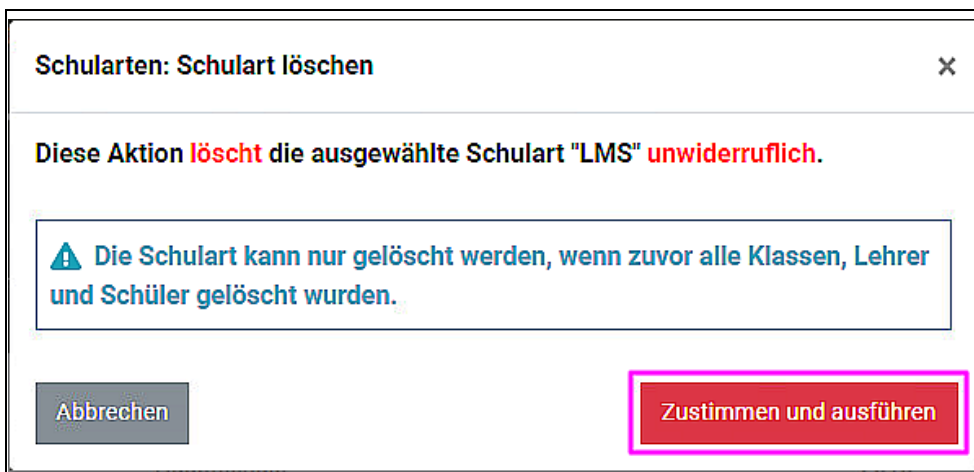 Schularten: Schulart löschen ×
Diese Aktion löscht die ausgewählte Schulart "LMS" unwiderruflich.
Die Schulart kann nur gelöscht werden, wenn zuvor alle Klassen, Lehrer
und Schüler gelöscht wurden.
Abbrechen
Zustimmen und ausführen